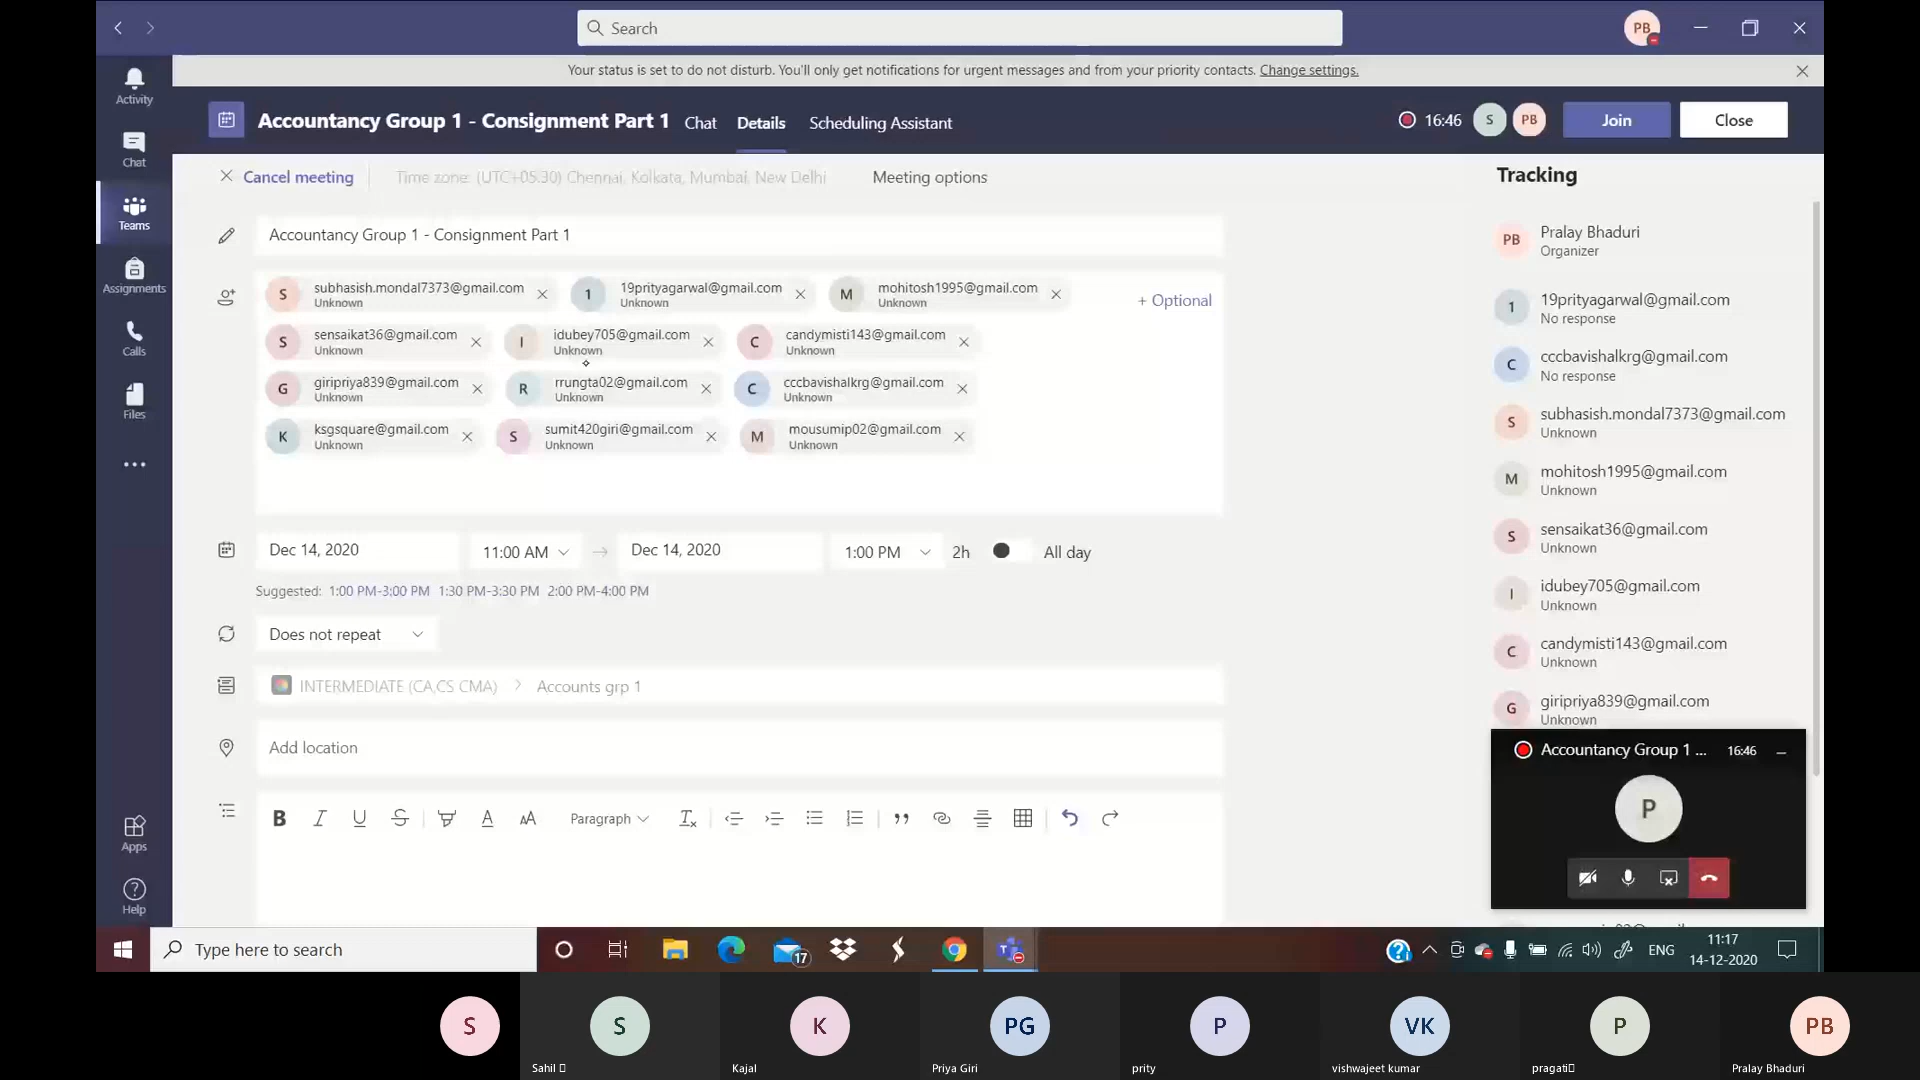 Search
PB
Your status is set to do not disturb. You'll only get notifications for urgent messages and from your priority contacts. Change settings.
Activity
Chat
Teams
Assignments
Calls
Files
Apps
Help
Accountancy Group 1 - Consignment Part 1
Chat
Details
Scheduling Assistant
16:46
S
PB
Join
Close
Cancel meeting
Time zone: (UTC+05:30) Chennai, Kolkata, Mumbai, New Delhi
Meeting options
Accountancy Group 1 - Consignment Part 1
S subhasish.mondal7373@gmail.com
Unknown
1 19prityagarwal@gmail.com
Unknown
M mohitosh1995@gmail.com
Unknown
+ Optional
S sensaikat36@gmail.com
Unknown
I idubey705@gmail.com
Unknown
C candymisti143@gmail.com
Unknown
G giripriya839@gmail.com
Unknown
R rrungta02@gmail.com
Unknown
C cccbavishalkrg@gmail.com
Unknown
K ksgsquare@gmail.com
Unknown
S sumit420giri@gmail.com
Unknown
M mousumip02@gmail.com
Unknown
Dec 14, 2020
11:00 AM
Dec 14, 2020
1:00 PM
2h
All day
Suggested: 1:00 PM-3:00 PM 1:30 PM-3:30 PM 2:00 PM-4:00 PM
Does not repeat
INTERMEDIATE (CA,CS CMA) > Accounts grp 1
Add location
B I U S A AA Paragraph
Tracking
PB Pralay Bhaduri
Organizer
1 19prityagarwal@gmail.com
No response
C cccbavishalkrg@gmail.com
No response
S subhasish.mondal7373@gmail.com
Unknown
M mohitosh1995@gmail.com
Unknown
S sensaikat36@gmail.com
Unknown
I idubey705@gmail.com
Unknown
C candymisti143@gmail.com
Unknown
G giripriya839@gmail.com
Unknown
Accountancy Group 1 ... 16:46
P
Type here to search
17
ENG
11:17
14-12-2020
S
S
Sahil
K
Kajal
PG
Priya Giri
P
prity
VK
vishwajeet kumar
P
pragati
PB
Pralay Bhaduri